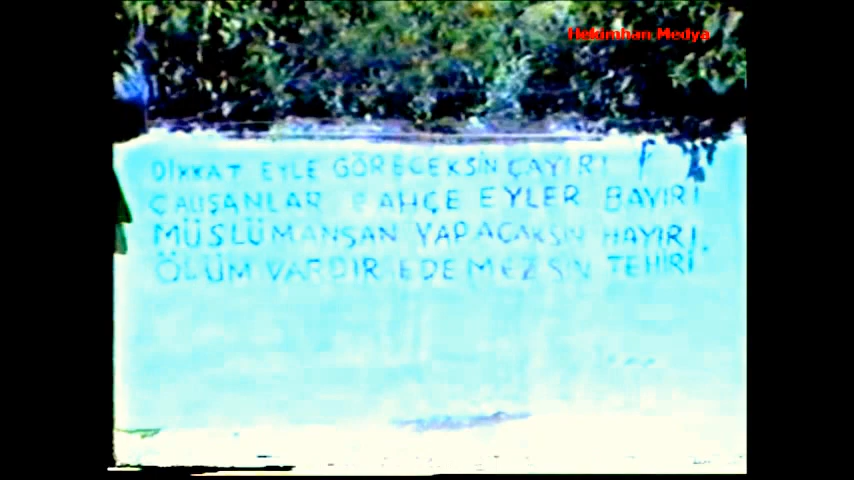 Hekimhan Medya
DİKKAT EYLE GÖRECEKSİN ÇAYIRI
ÇALIŞANLAR BAHÇE EYLER BAYIRI
MÜSLÜMANSAN YAPACAKSIN HAYIRI.
ÖLÜM VARDIR EDEMEZSİN TEHİRİ